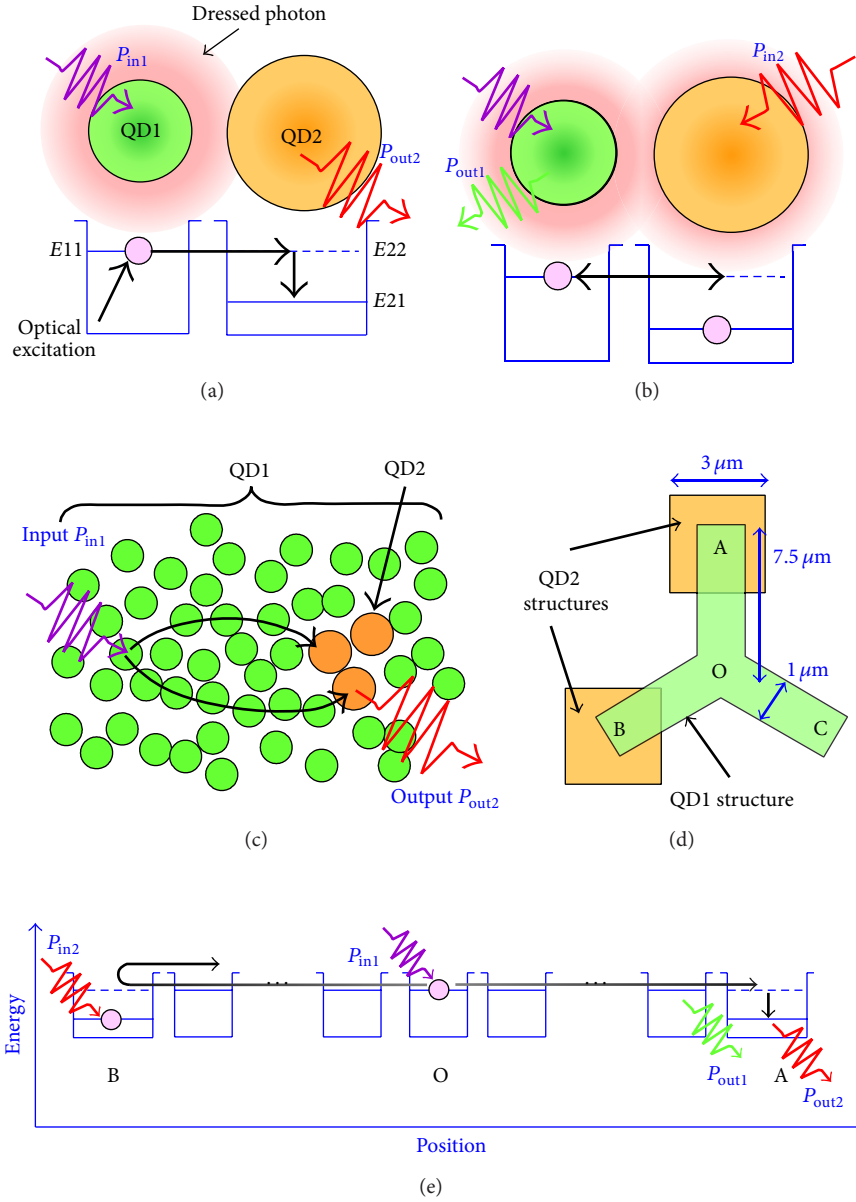 Dressed photon
Pin1
QD1
QD2
Pout2
E11
E22
E21
Optical
excitation
(a)
Pin2
Pout1
(b)
QD1
QD2
Input Pin1
Output Pout2
(c)
3 μm
A
7.5 μm
QD2
structures
O
1 μm
B
C
QD1 structure
(d)
Energy
Pin2
Pin1
...
...
Pout1
Pout2
B
O
A
Position
(e)